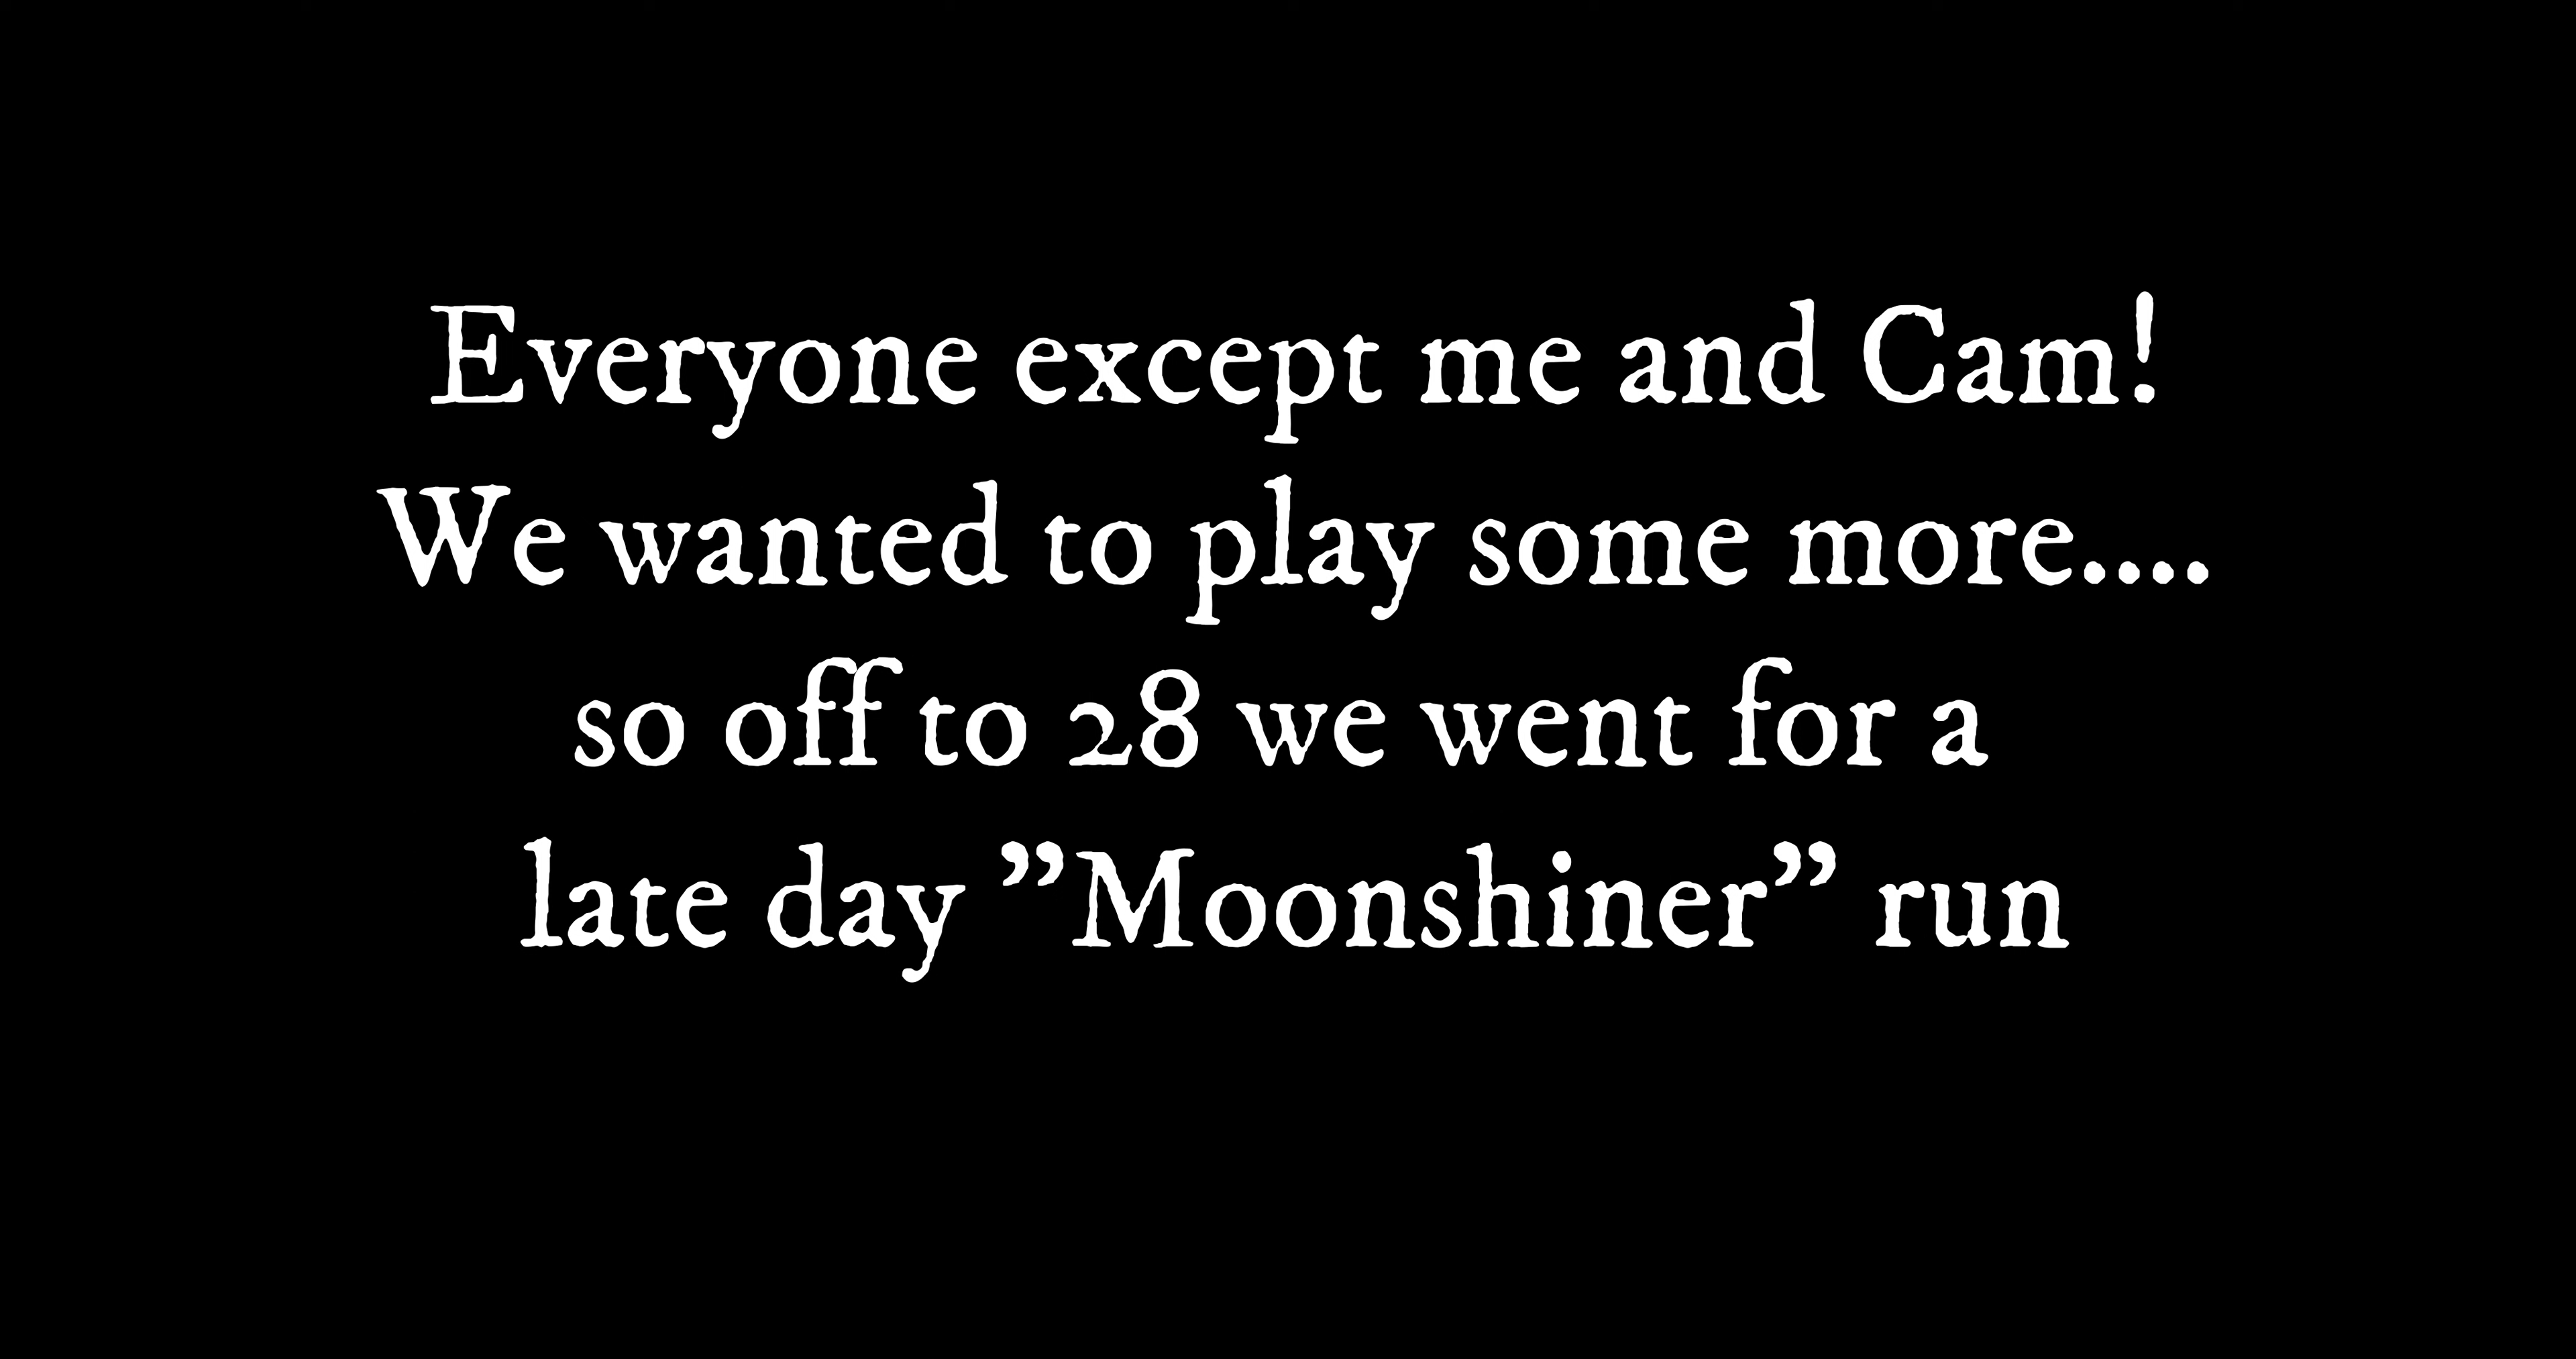 Everyone except me and Cam!
We wanted to play some more....
so off to 28 we went for a
late day ”Moonshiner” run